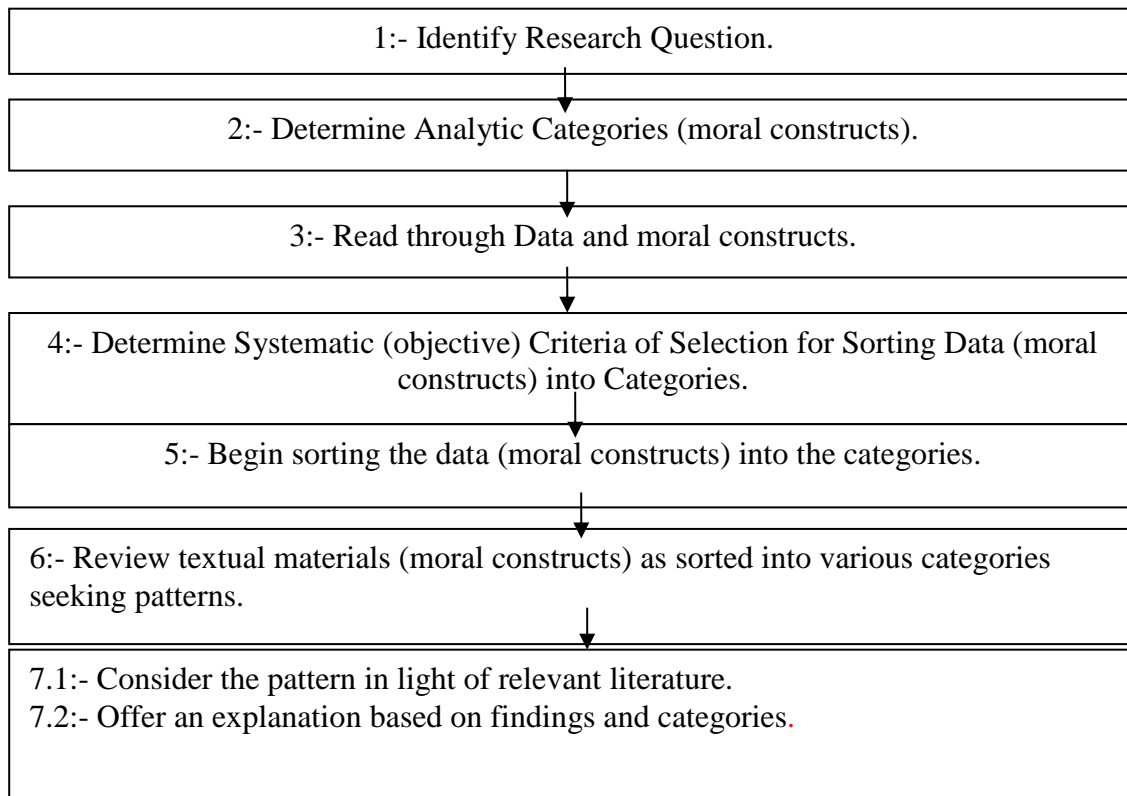 1:- Identify Research Question.
2:- Determine Analytic Categories (moral constructs).
3:- Read through Data and moral constructs.
4:- Determine Systematic (objective) Criteria of Selection for Sorting Data (moral
constructs) into Categories.
5:- Begin sorting the data (moral constructs) into the categories.
6:- Review textual materials (moral constructs) as sorted into various categories
seeking patterns.
7.1:- Consider the pattern in light of relevant literature.
7.2:- Offer an explanation based on findings and categories.